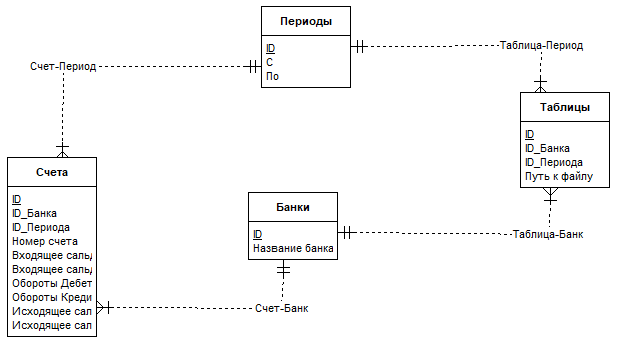 Периоды
ID
С
По
Таблица-Период
Счет-Период
Таблицы
ID
ID_Банка
ID_Периода
Путь к файлу
Счета
ID
ID_Банка
ID_Периода
Номер счета
Входящее сальд
Входящее сальд
Обороты Дебет
Обороты Креди
Исходящее сал
Исходящее сал
Банки
ID
Название банка
Таблица-Банк
Счет-Банк